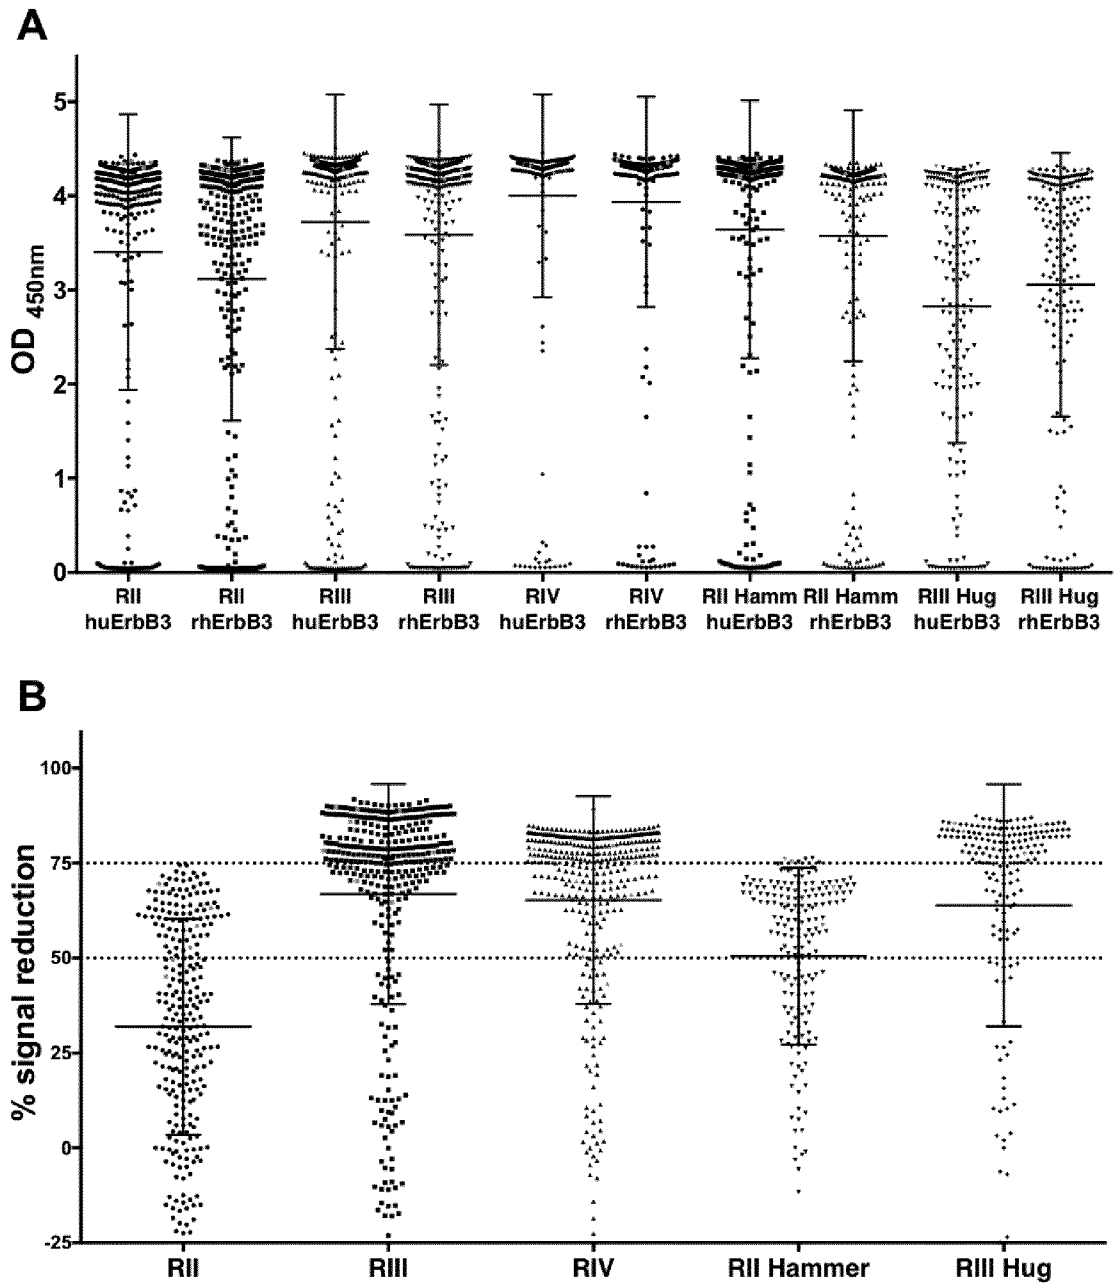 A
OD 450nm
5
4
3
2
1
0
RII RII RIII RIII RIV RIV RII Hamm RII Hamm RIII Hug RIII Hug
huErbB3 rhErbB3 huErbB3 rhErbB3 huErbB3 rhErbB3 huErbB3 rhErbB3 huErbB3 rhErbB3
B
% signal reduction
100
75
50
25
0
-25
RII RIII RIV RII Hammer RIII Hug